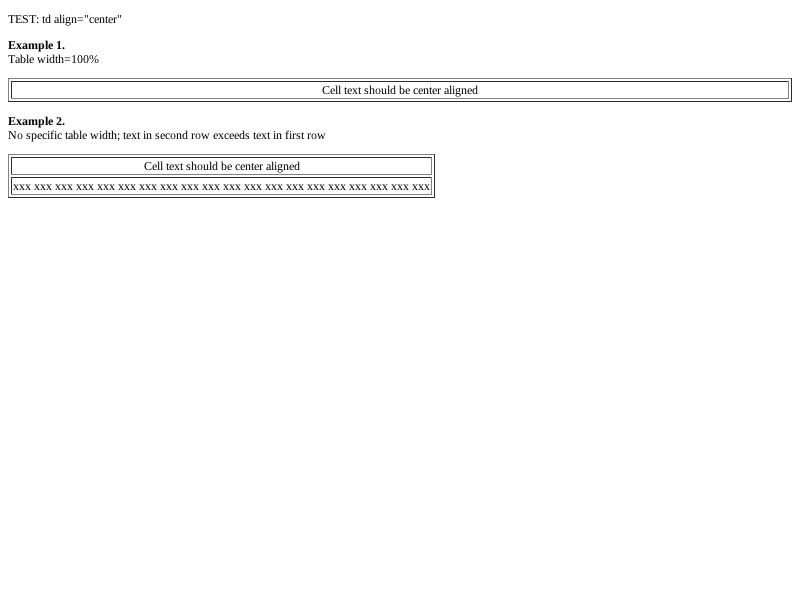 TEST: td align="center"
Example 1.
Table width=100%
Cell text should be center aligned
Example 2.
No specific table width; text in second row exceeds text in first row
Cell text should be center aligned
xxx xxx xxx xxx xxx xxx xxx xxx xxx xxx xxx xxx xxx xxx xxx xxx xxx xxx xxx xxx